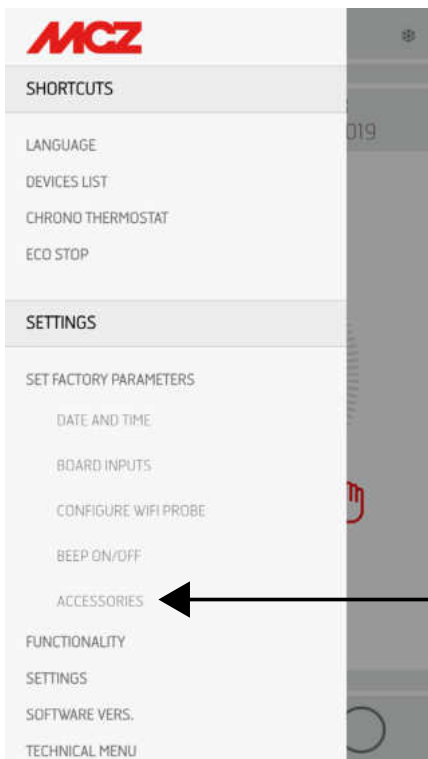 MCZ
SHORTCUTS
019
LANGUAGE
DEVICES LIST
CHRONO THERMOSTAT
ECO STOP
SETTINGS
SET FACTORY PARAMETERS
DATE AND TIME
BOARD INPUTS
CONFIGURE WIFI PROBE
BEEP ON/OFF
ACCESSORIES
FUNCTIONALITY
SETTINGS
SOFTWARE VERS.
TECHNICAL MENU